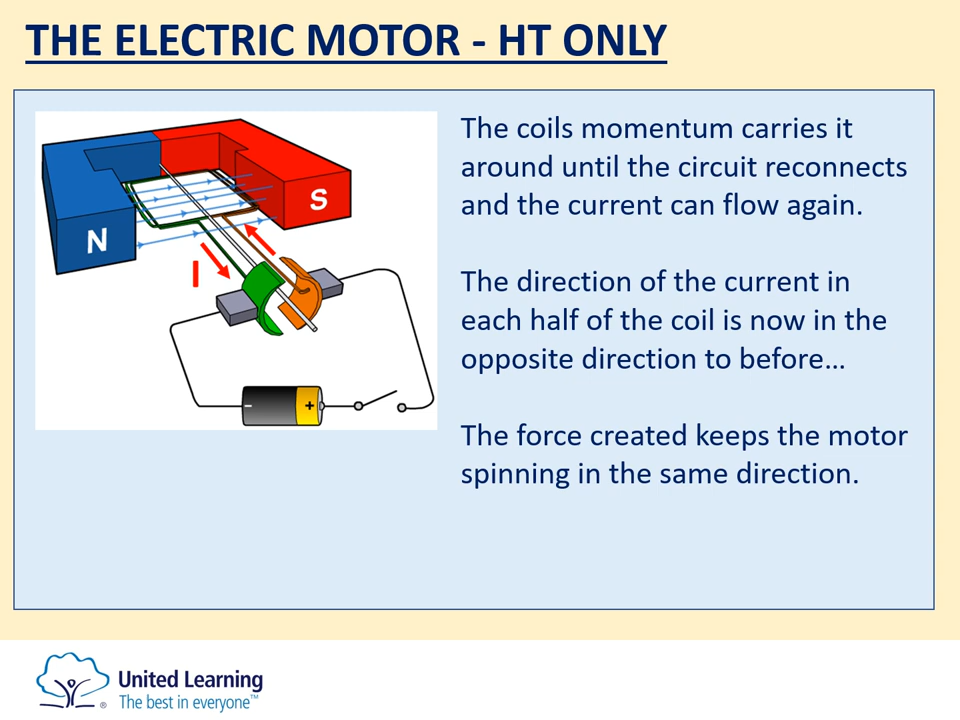 THE ELECTRIC MOTOR - HT ONLY
The coils momentum carries it
around until the circuit reconnects
and the current can flow again.
The direction of the current in
each half of the coil is now in the
opposite direction to before…
The force created keeps the motor
spinning in the same direction.
N
S
I
-
+
United Learning
The best in everyone™
®